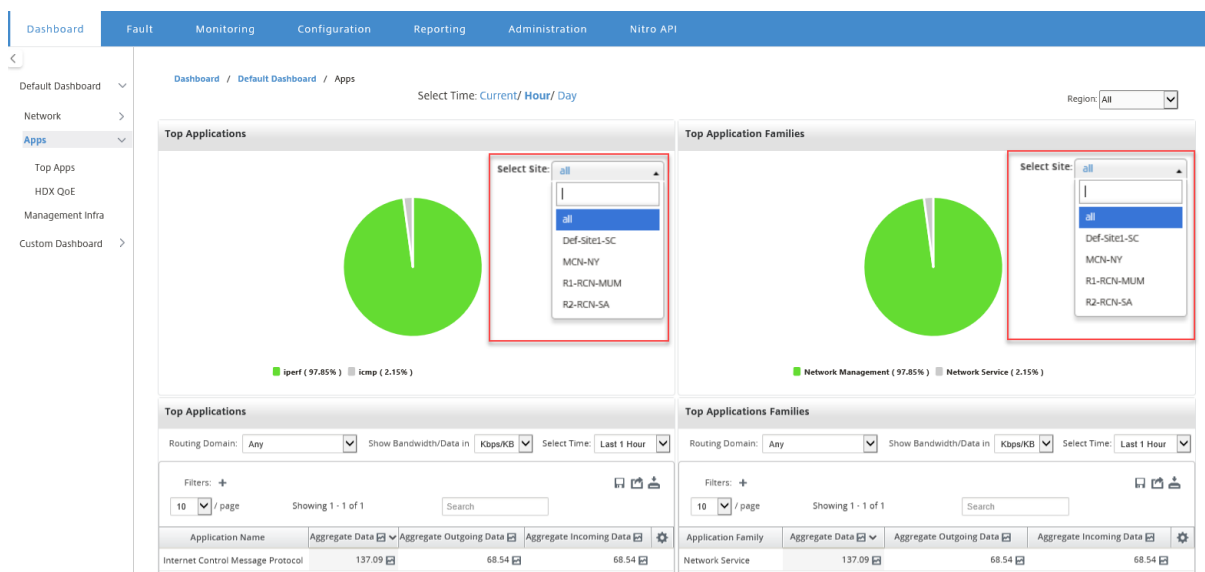 Dashboard Fault Monitoring Configuration Reporting Administration Nitro API
Default Dashboard
Network
Apps
Top Apps
HDX QoE
Management Infra
Custom Dashboard
Dashboard / Default Dashboard / Apps
Select Time: Current/ Hour/ Day
Region: All
Top Applications
Select Site: all
all
Def-Site1-SC
MCN-NY
R1-RCN-MUM
R2-RCN-SA
iperf ( 97.85% ) icmp ( 2.15% )
Top Application Families
Select Site: all
all
Def-Site1-SC
MCN-NY
R1-RCN-MUM
R2-RCN-SA
Network Management ( 97.85% ) Network Service ( 2.15% )
Top Applications
Routing Domain: Any Show Bandwidth/Data in Kbps/KB Select Time: Last 1 Hour
Filters: +
10 / page Showing 1 - 1 of 1 Search
Application Name Aggregate Data Aggregate Outgoing Data Aggregate Incoming Data
Internet Control Message Protocol 137.09 68.54 68.54
Top Applications Families
Routing Domain: Any Show Bandwidth/Data in Kbps/KB Select Time: Last 1 Hour
Filters: +
10 / page Showing 1 - 1 of 1 Search
Application Family Aggregate Data Aggregate Outgoing Data Aggregate Incoming Data
Network Service 137.09 68.54 68.54